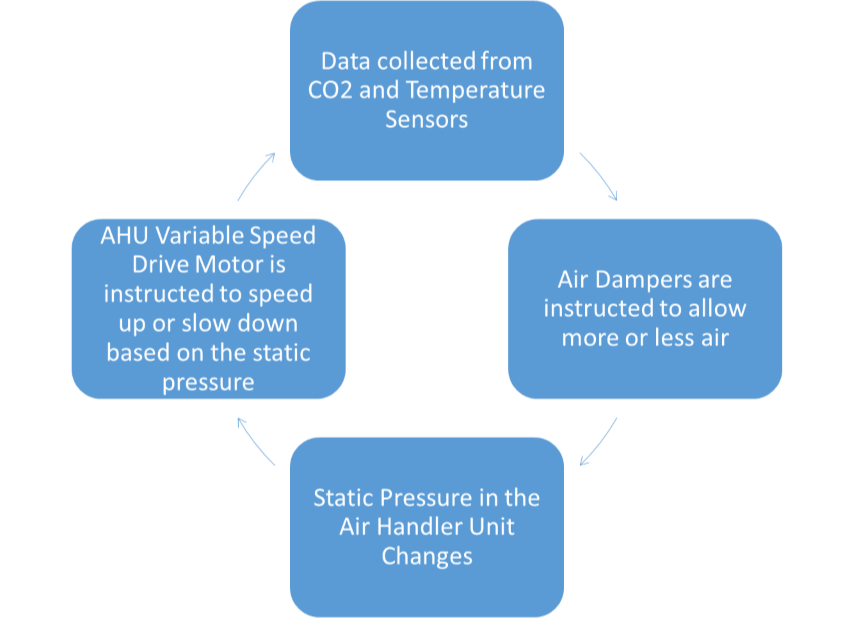 Data collected from
CO2 and Temperature
Sensors
Air Dampers are
instructed to allow
more or less air
Static Pressure in the
Air Handler Unit
Changes
AHU Variable Speed
Drive Motor is
instructed to speed
up or slow down
based on the static
pressure